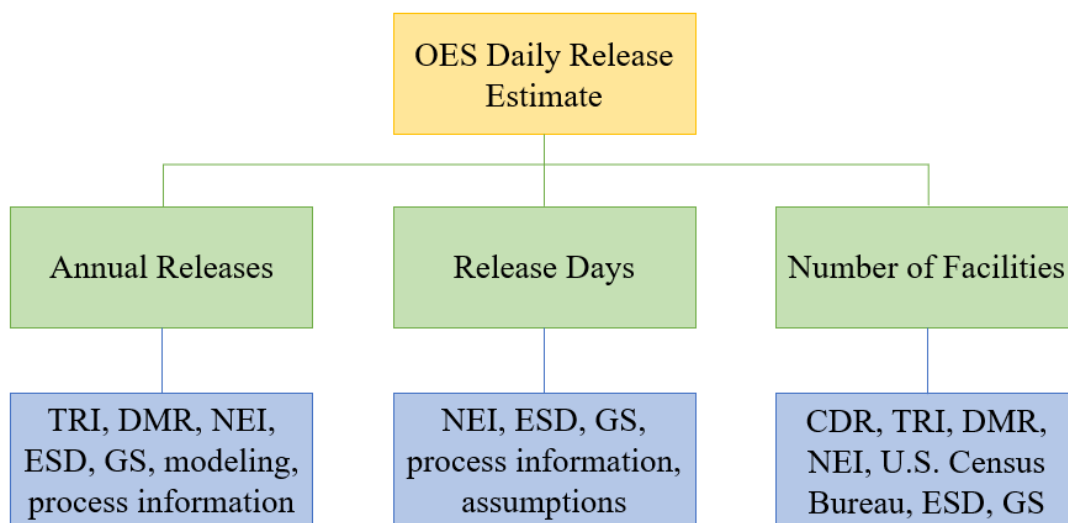 OES Daily Release
Estimate
Annual Releases
Release Days
Number of Facilities
TRI, DMR, NEI,
ESD, GS, modeling,
process information
NEI, ESD, GS,
process information,
assumptions
CDR, TRI, DMR,
NEI, U.S. Census
Bureau, ESD, GS